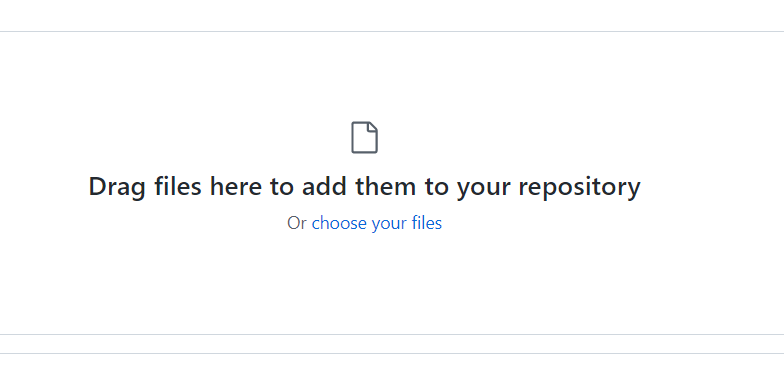 Drag files here to add them to your repository
Or choose your files